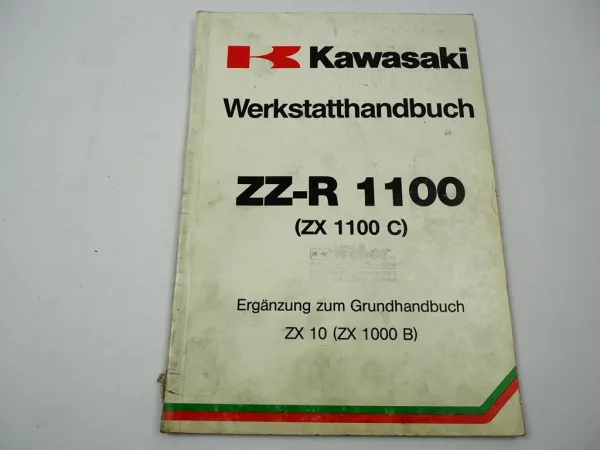 Kawasaki
Werkstatthandbuch
ZZ-R 1100
(ZX 1100 C)
Ergänzung zum Grundhandbuch
ZX 10 (ZX 1000 B)